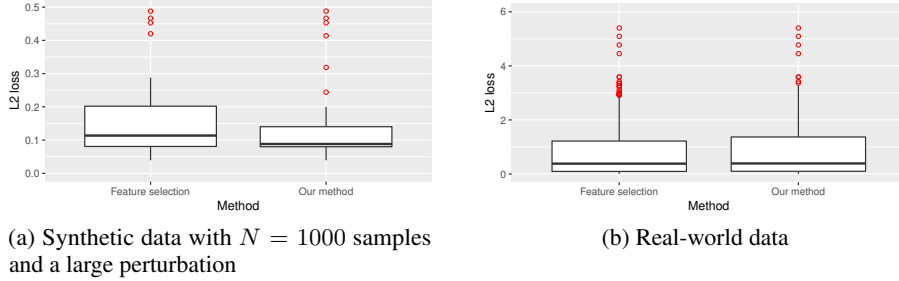 0.5
0.4
0.3
0.2
0.1
0.0
L2 loss
Feature selection
Our method
Method
6
4
2
0
L2 loss
Feature selection
Our method
Method
(a) Synthetic data with N = 1000 samples
and a large perturbation
(b) Real-world data